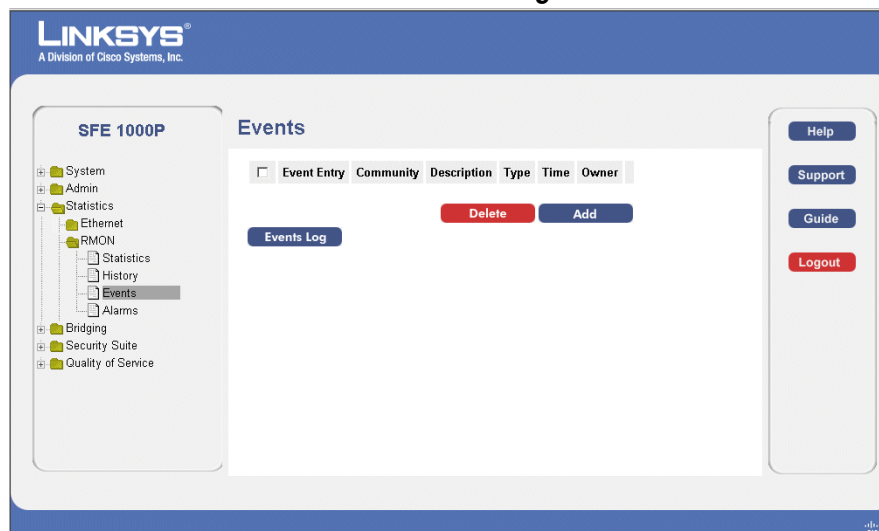 LINKSYS®
A Division of Cisco Systems, Inc.
SFE 1000P
System
Admin
Statistics
Ethernet
RMON
Statistics
History
Events
Alarms
Bridging
Security Suite
Quality of Service
Events
Event Entry Community Description Type Time Owner
Delete Add
Events Log
Help
Support
Guide
Logout